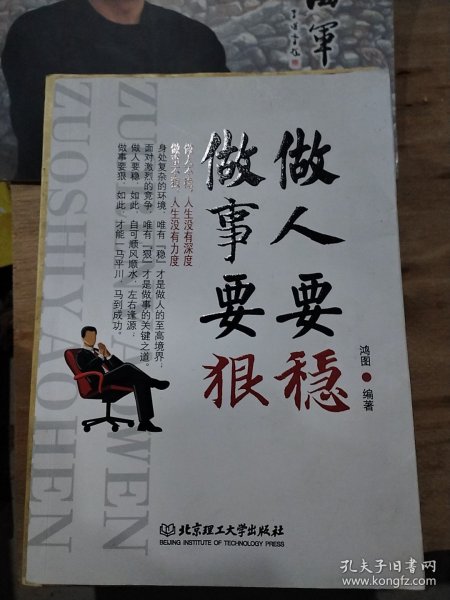 做人要稳
做事要狠
鸿图 编著
做人不稳,人生没有深度
做事不狠,人生没有力度
身处复杂的环境,唯有“稳”才是做人的至高境界;
面对激烈的竞争,唯有“狠”才是做事的关键之道。
做人要稳,如此,自可顺风顺水,左右逢源;
做事要狠,如此,才能一马平川,马到成功。
ZUOSHIYAOHEN
北京理工大学出版社
BEIJING INSTITUTE OF TECHNOLOGY PRESS
孔夫子旧书网
www.kongfz.com